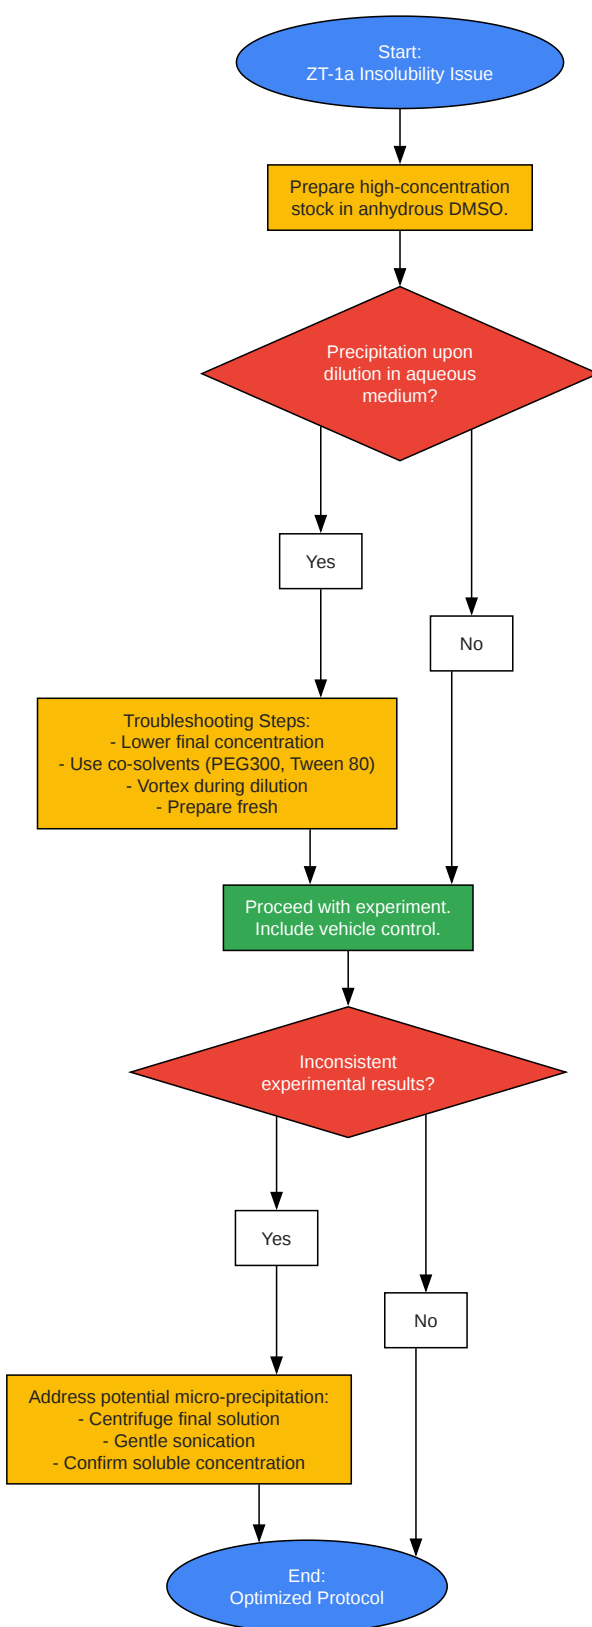 Start:
ZT-1a Insolubility Issue
Prepare high-concentration
stock in anhydrous DMSO.
Precipitation upon
dilution in aqueous
medium?
Yes
No
Troubleshooting Steps:
- Lower final concentration
- Use co-solvents (PEG300, Tween 80)
- Vortex during dilution
- Prepare fresh
Proceed with experiment.
Include vehicle control.
Inconsistent
experimental results?
Yes
No
Address potential micro-precipitation:
- Centrifuge final solution
- Gentle sonication
- Confirm soluble concentration
End:
Optimized Protocol